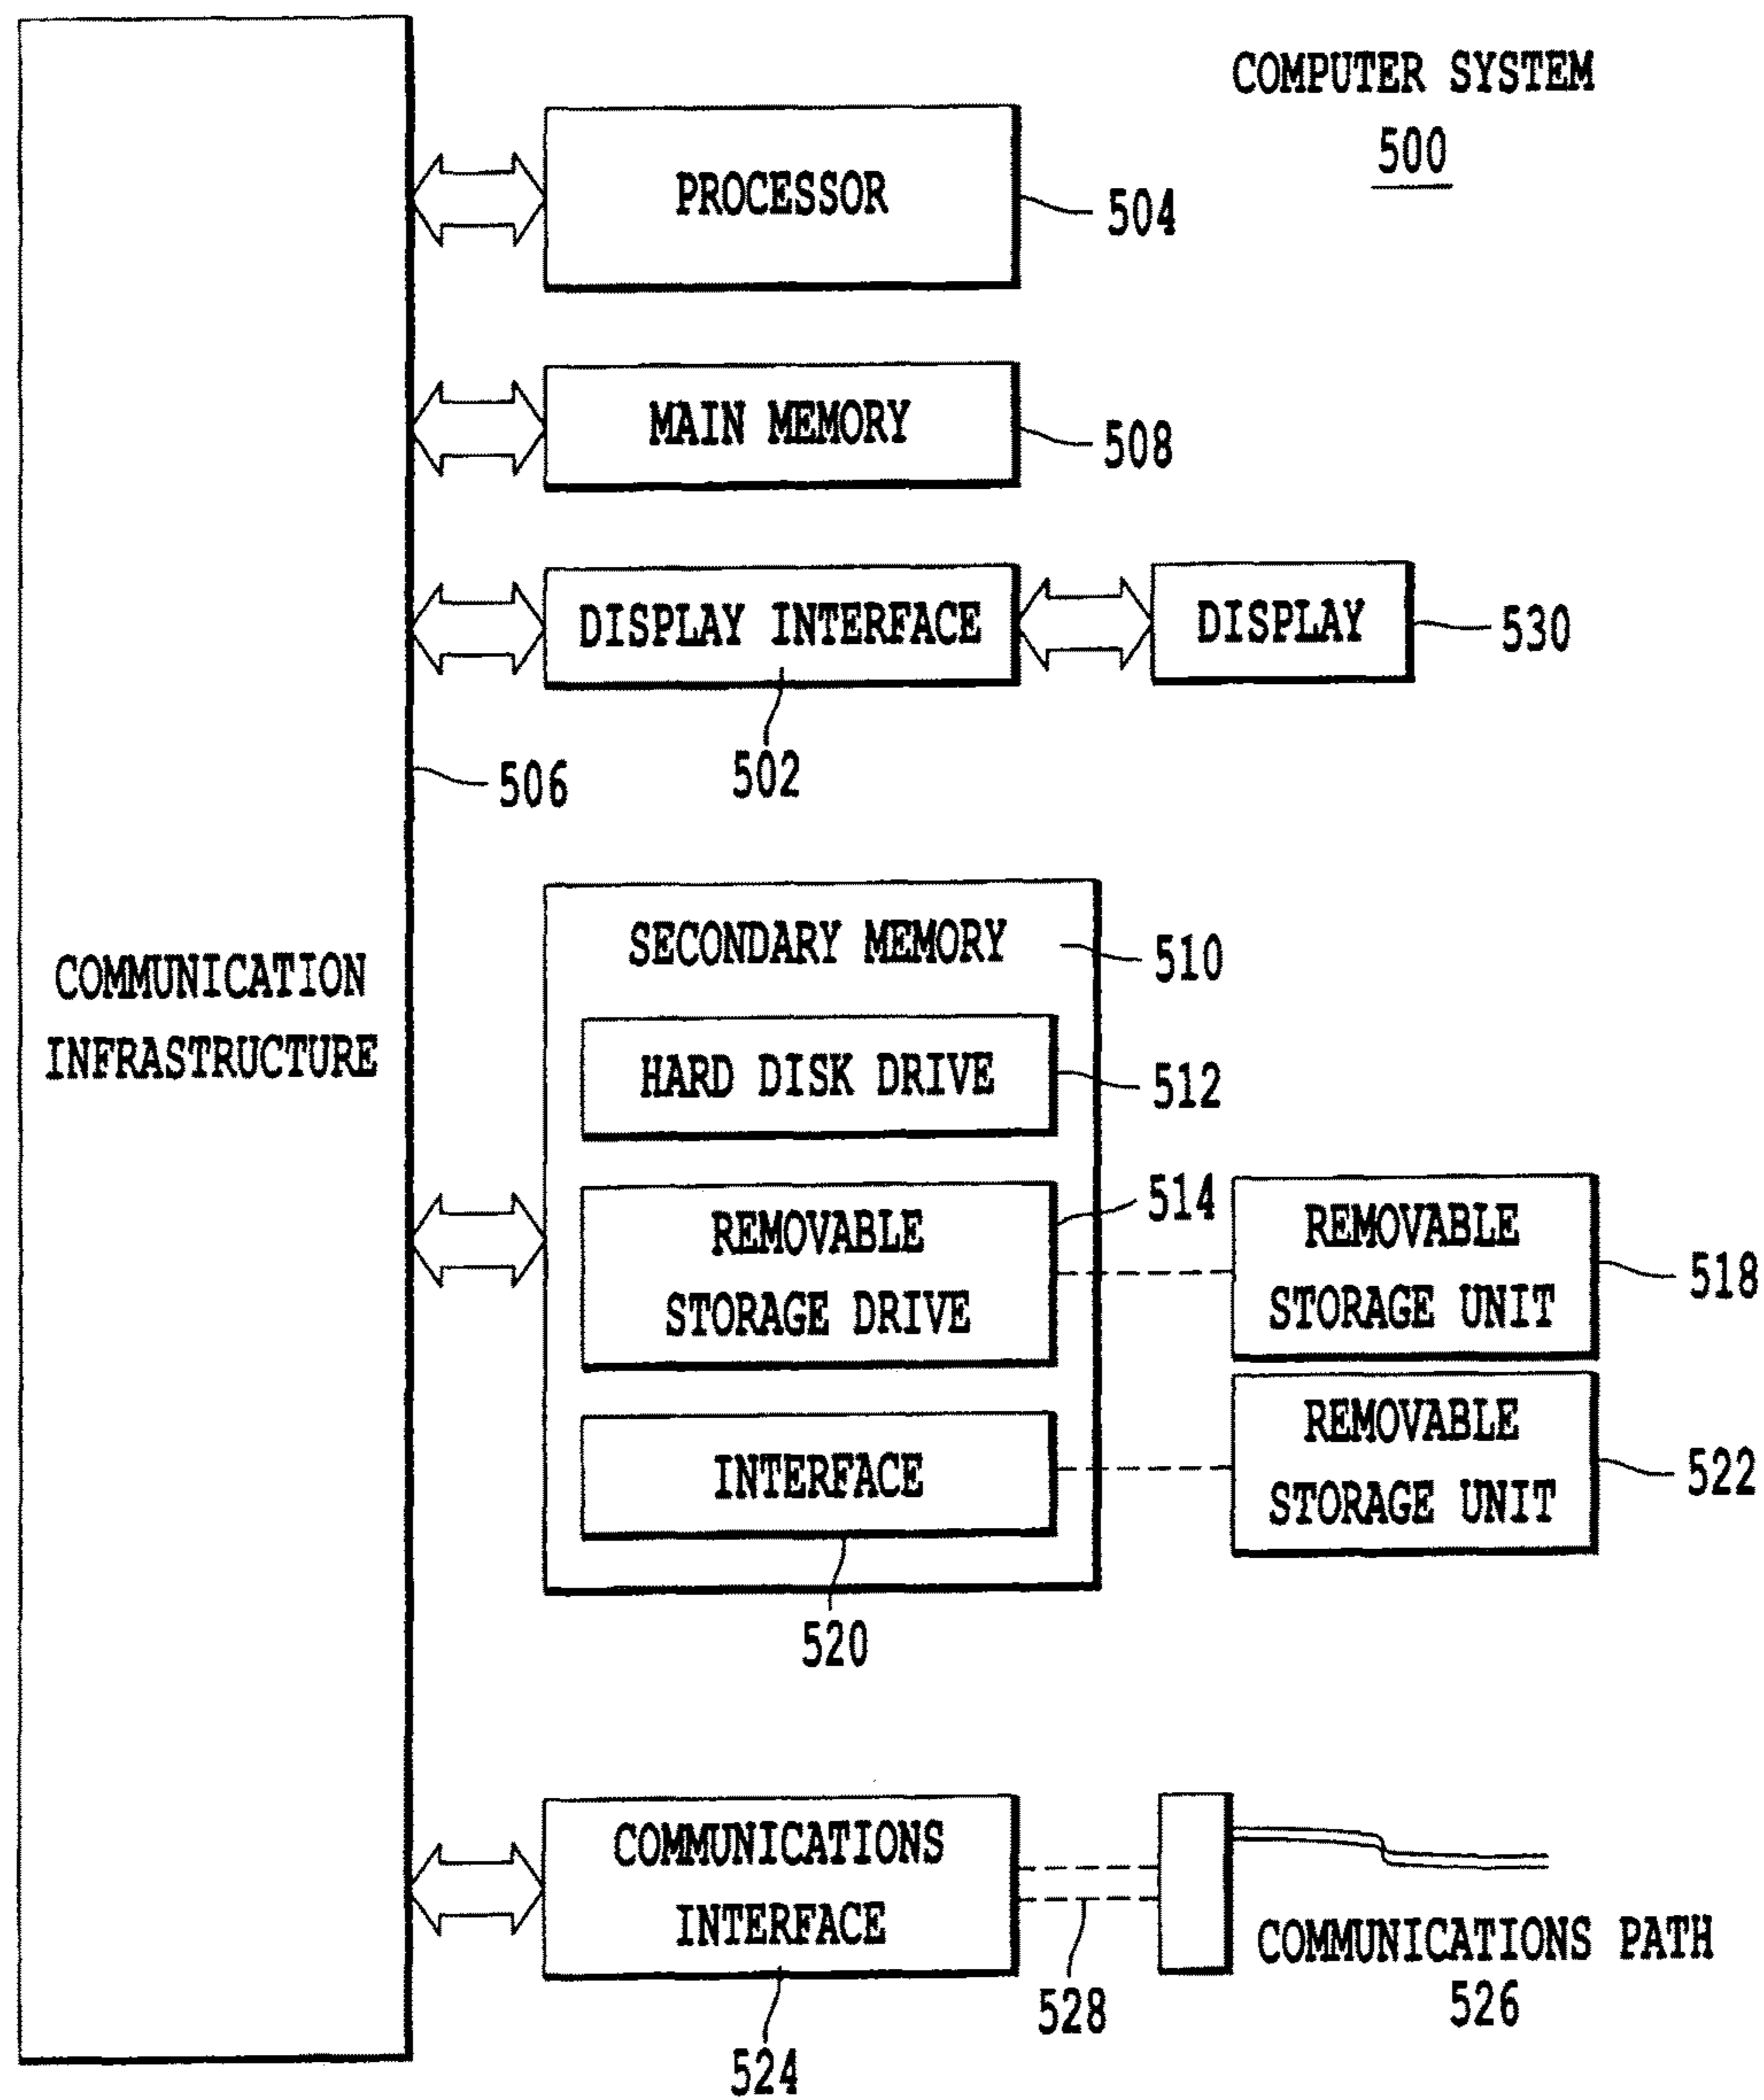 COMPUTER SYSTEM
500
PROCESSOR
504
MAIN MEMORY
508
DISPLAY INTERFACE
DISPLAY
530
502
506
COMMUNICATION
INFRASTRUCTURE
SECONDARY MEMORY
510
HARD DISK DRIVE
512
514
REMOVABLE
STORAGE DRIVE
REMOVABLE
STORAGE UNIT
518
INTERFACE
REMOVABLE
STORAGE UNIT
522
520
COMMUNICATIONS
INTERFACE
528
COMMUNICATIONS PATH
526
524